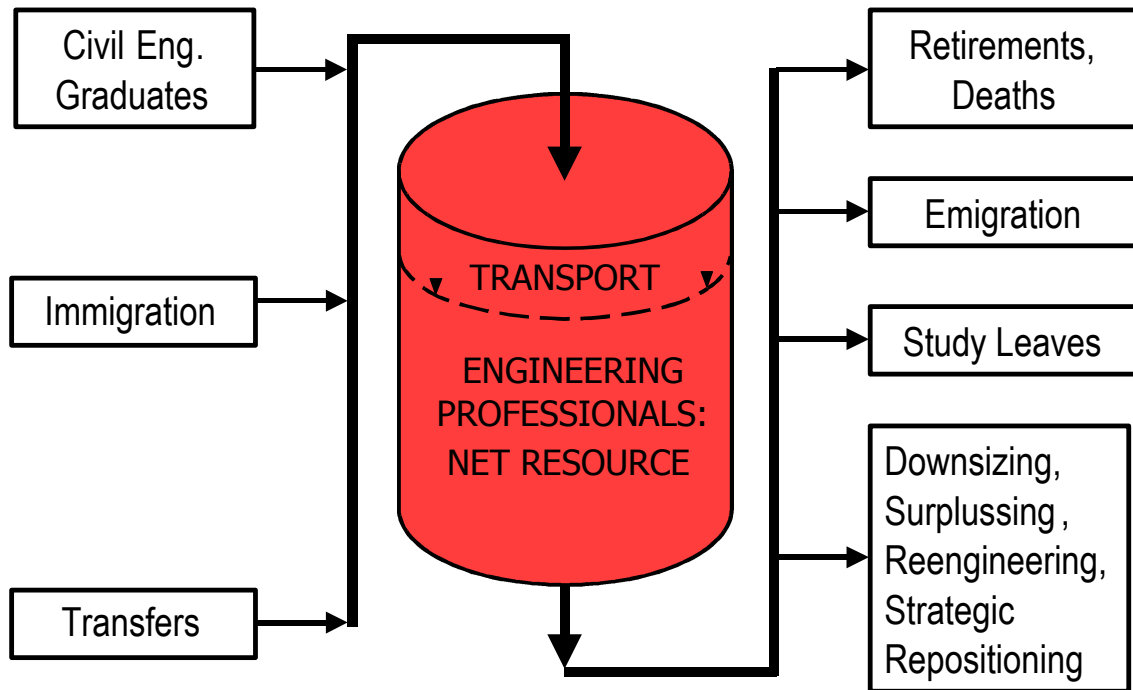 Civil Eng.
Graduates
Immigration
Transfers
TRANSPORT
ENGINEERING
PROFESSIONALS:
NET RESOURCE
Retirements,
Deaths
Emigration
Study Leaves
Downsizing,
Surplussing ,
Reengineering,
Strategic
Repositioning